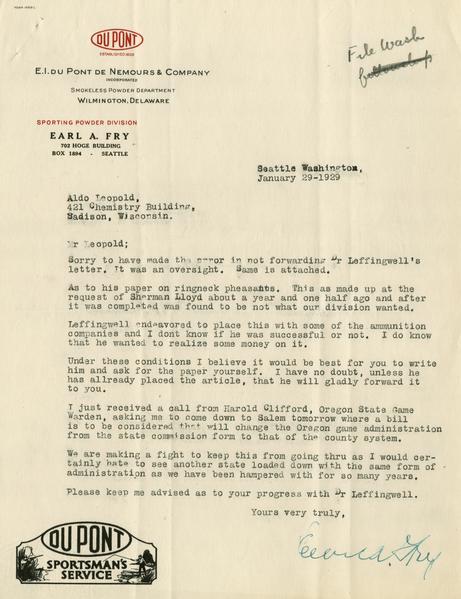 DU PONT
ESTABLISHED 1802
E.I. DU PONT DE NEMOURS & COMPANY
INCORPORATED
SMOKELESS POWDER DEPARTMENT
WILMINGTON, DELAWARE
SPORTING POWDER DIVISION
EARL A. FRY
702 HOGE BUILDING
BOX 1894 - SEATTLE
File Wash
fellowship
Seattle Washington,
January 29-1929
Aldo Leopold,
421 Chemistry Building,
Sadison, Wisconsin.
Mr Leopold;
Sorry to have made the error in not forwarding Dr Leffingwell's
letter. It was an oversight. Same is attached.
As to his paper on ringneck pheasants. This as made up at the
request of Sherman Lloyd about a year and one half ago and after
it was completed was found to be not what our division wanted.
Leffingwell endeavored to place this with some of the ammunition
companies and I dont know if he was successful or not. I do know
that he wanted to realize some money on it.
Under these conditions I believe it would be best for you to write
him and ask for the paper yourself. I have no doubt, unless he
has already placed the article, that he will gladly forward it
to you.
I just received a call from Harold Clifford, Oregon State Game
Warden, asking me to come down to Salem tomorrow where a bill
is to be considered that will change the Oregon game administration
from the state commission form to that of the county system.
We are making a fight to keep this from going thru as I would cer-
tainly hate to see another state loaded down with the same form of
administration as we have been hampered with for so many years.
Please keep me advised as to your progress with Dr Leffingwell.
Yours very truly,
Earl A. Fry
DU PONT
SPORTSMAN'S
SERVICE